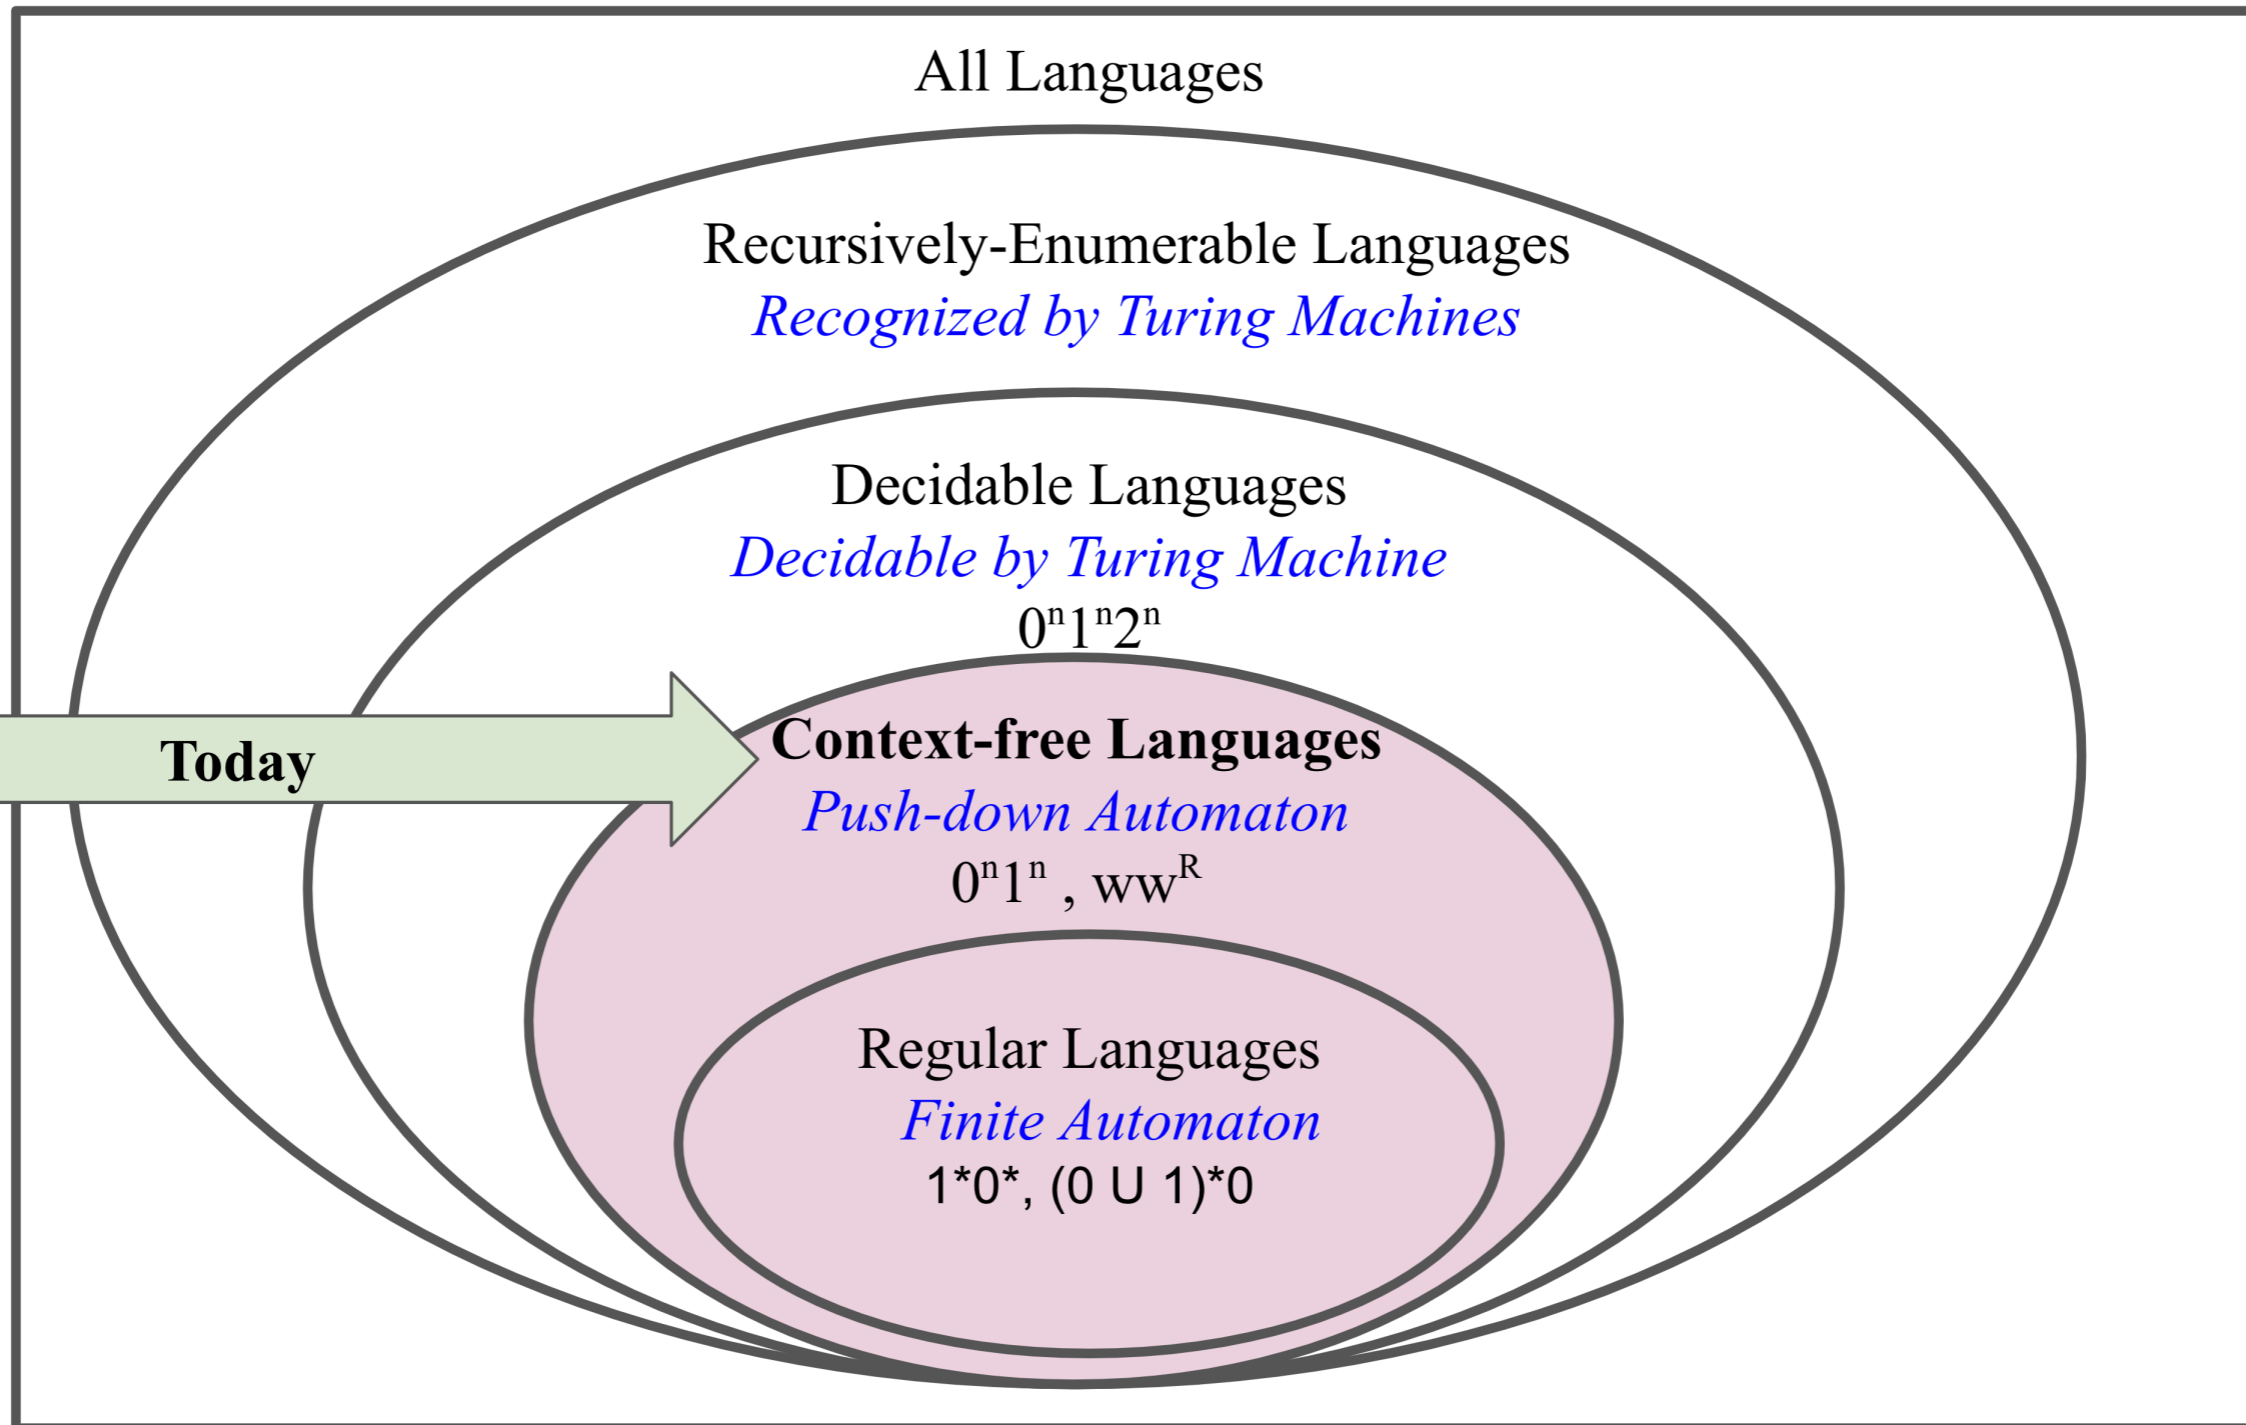 All Languages
Recursively-Enumerable Languages
Recognized by Turing Machines
Decidable Languages
Decidable by Turing Machine
0ⁿ1ⁿ2ⁿ
Today
Context-free Languages
Push-down Automaton
0ⁿ1ⁿ , wwᴿ
Regular Languages
Finite Automaton
1*0*, (0 U 1)*0